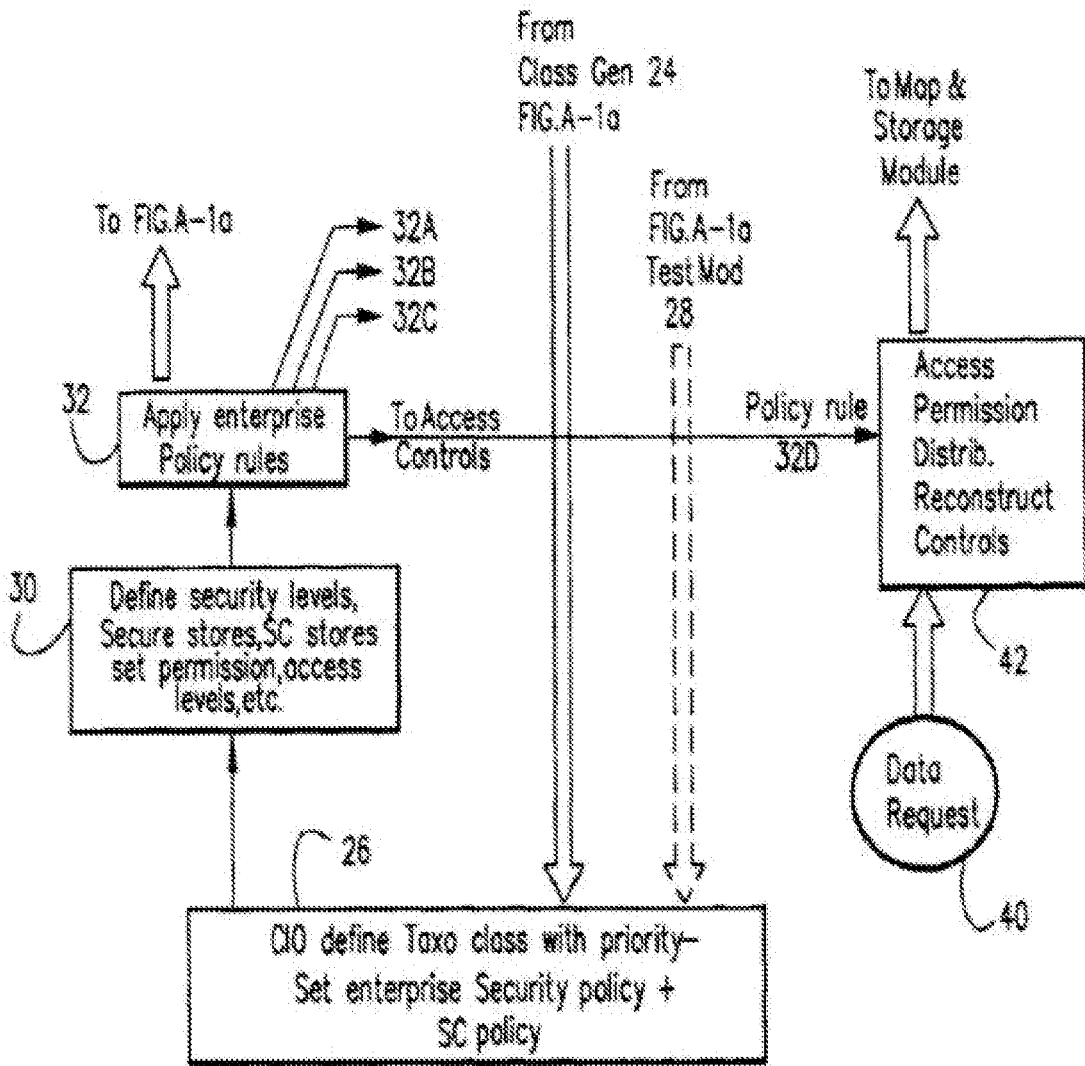 From
Class Gen 24
FIG.A-1a
To Map &
Storage
Module
From
FIG.A-1a
Test Mod
28
To FIG.A-1a
32A
32B
32C
32
Apply enterprise
Policy rules
To Access
Controls
Policy rule
32D
Access
Permission
Distrib.
Reconstruct
Controls
30
Define security levels,
Secure stores,SC stores
set permission,access
levels,etc.
42
Data
Request
40
26
CIO define Taxo class with priority-
Set enterprise Security policy +
SC policy